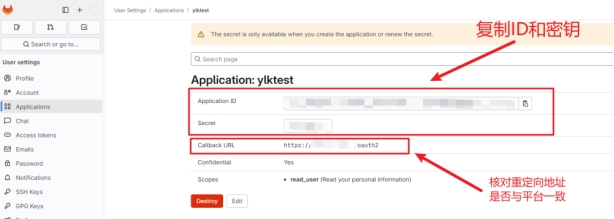 User Settings / Applications / ylktest
The secret is only available when you create the application or renew the secret.
复制ID和密钥
Search or go to...
Search page
User settings
Profile
Account
Applications
Chat
Access tokens
Emails
Password
Notifications
SSH Keys
GPG Keys
Application: ylktest
Application ID
Secret
Callback URL
https:/
oauth2
Confidential
Yes
Scopes
read_user (Read your personal information)
核对重定向地址
是否与平台一致
Destroy
Edit